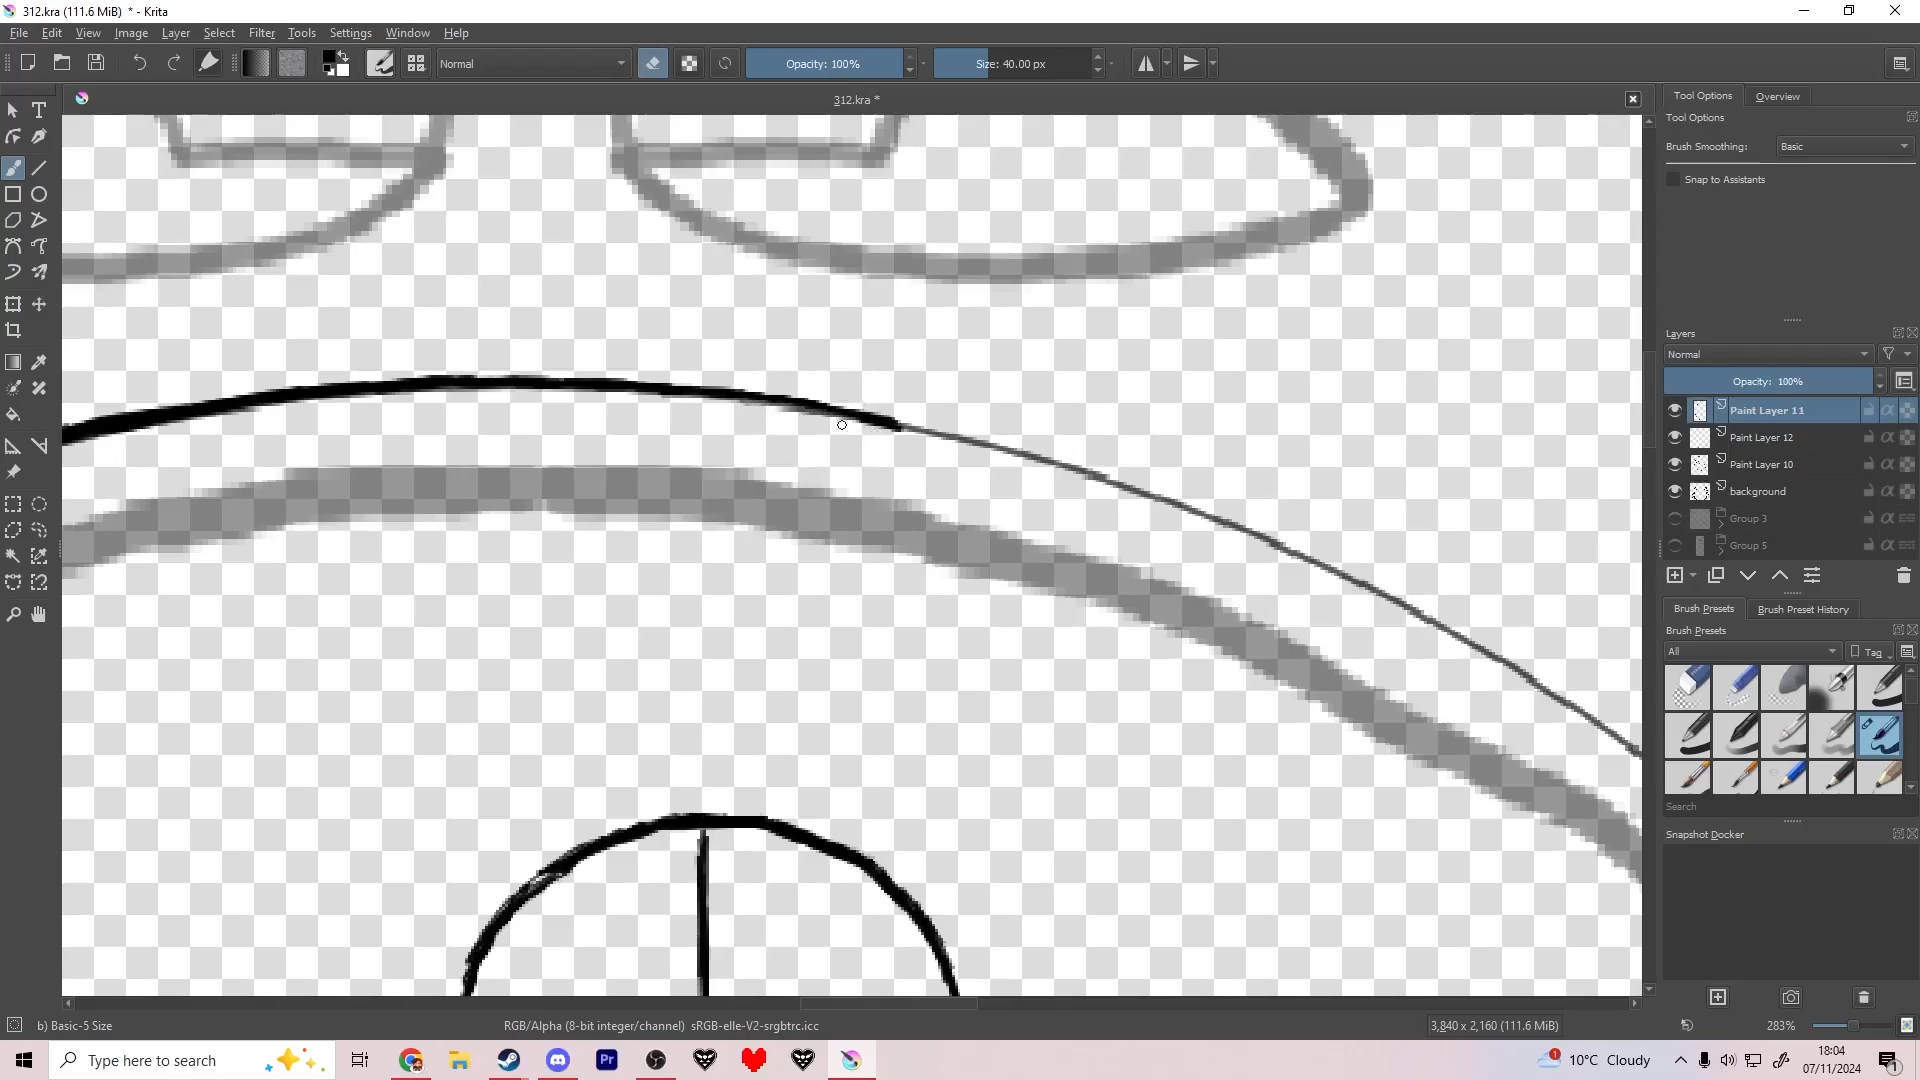 312.kra (111.6 MiB)  * - Krita
File Edit View Image Layer Select Filter Tools Settings Window Help
Normal
Opacity: 100%
Size: 40.00 px
312.kra *
Tool Options Overview
Tool Options
Brush Smoothing: Basic
Snap to Assistants
Layers
Normal
Opacity:  100%
Paint Layer 11
Paint Layer 12
Paint Layer 10
background
Group 3
Group 5
Brush Presets Brush Preset History
Brush Presets
All Tag
Search
Snapshot Docker
b) Basic-5 Size
RGB/Alpha (8-bit integer/channel)  sRGB-elle-V2-srgbtrc.icc
3,840 x 2,160 (111.6 MiB)
283%
Type here to search
Pr
1
10°C Cloudy
18:04
07/11/2024
1